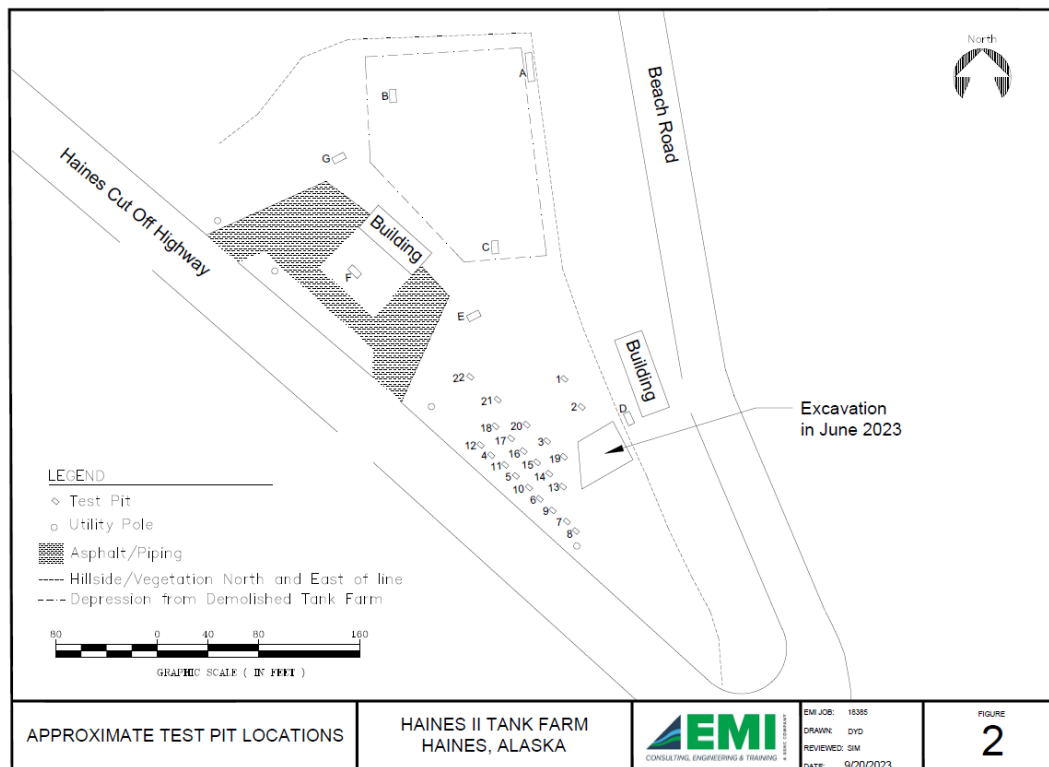 North
A
B
Beach Road
G
Haines Cut Off Highway
Building
C
F
E
22
1
Building
21
2
D
Excavation
in June 2023
20
18
17
3
12
16
4
19
11
15
5
14
10
13
6
9
7
8
LEGEND
Test Pit
Utility Pole
Asphalt/Piping
Hillside/Vegetation North and East of line
Depression from Demolished Tank Farm
80 0 40 80 160
GRAPHIC SCALE ( IN FEET )
APPROXIMATE TEST PIT LOCATIONS
HAINES II TANK FARM
HAINES, ALASKA
EMI
CONSULTING, ENGINEERING & TRAINING
EMI JOB: 18385
DRAWN: DYD
REVIEWED: SIM
DATE: 9/20/2023
FIGURE
2